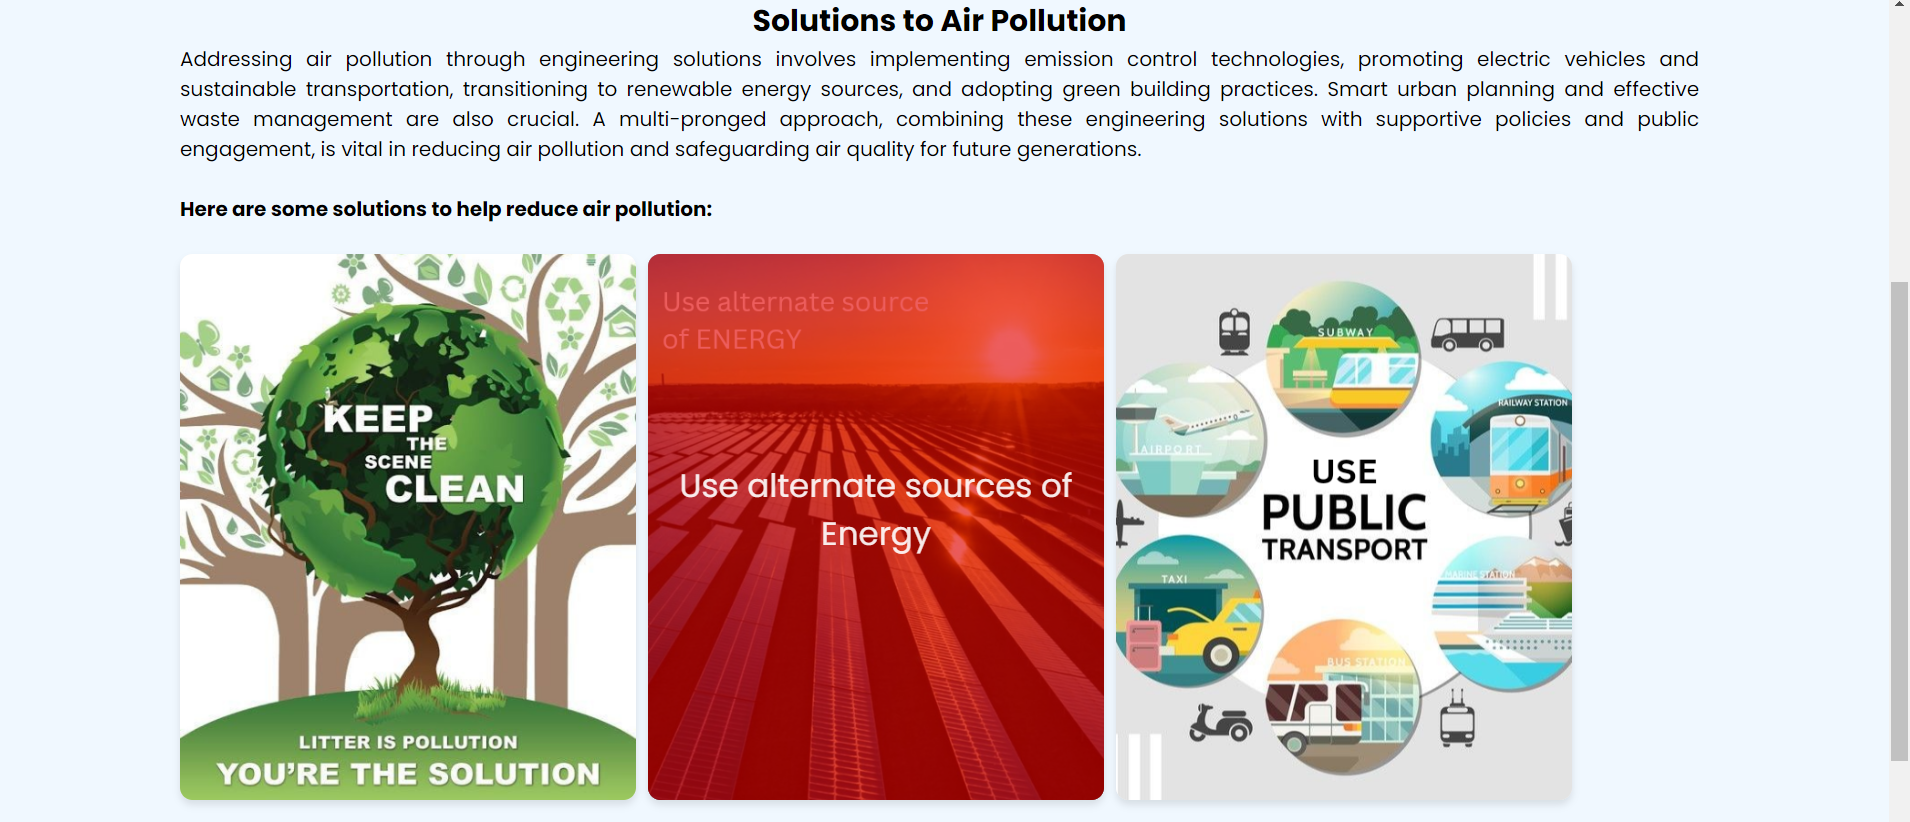 Solutions to Air Pollution
Addressing air pollution through engineering solutions involves implementing emission control technologies, promoting electric vehicles and
sustainable transportation, transitioning to renewable energy sources, and adopting green building practices. Smart urban planning and effective
waste management are also crucial. A multi-pronged approach, combining these engineering solutions with supportive policies and public
engagement, is vital in reducing air pollution and safeguarding air quality for future generations.
Here are some solutions to help reduce air pollution:
KEEP
THE
SCENE
CLEAN
LITTER IS POLLUTION
YOU'RE THE SOLUTION
Use alternate source
of ENERGY
Use alternate sources of
Energy
SUBWAY
RAILWAY STATION
AIRPORT
USE
PUBLIC
TRANSPORT
TAXI
MARINE STATION
BUS STATION